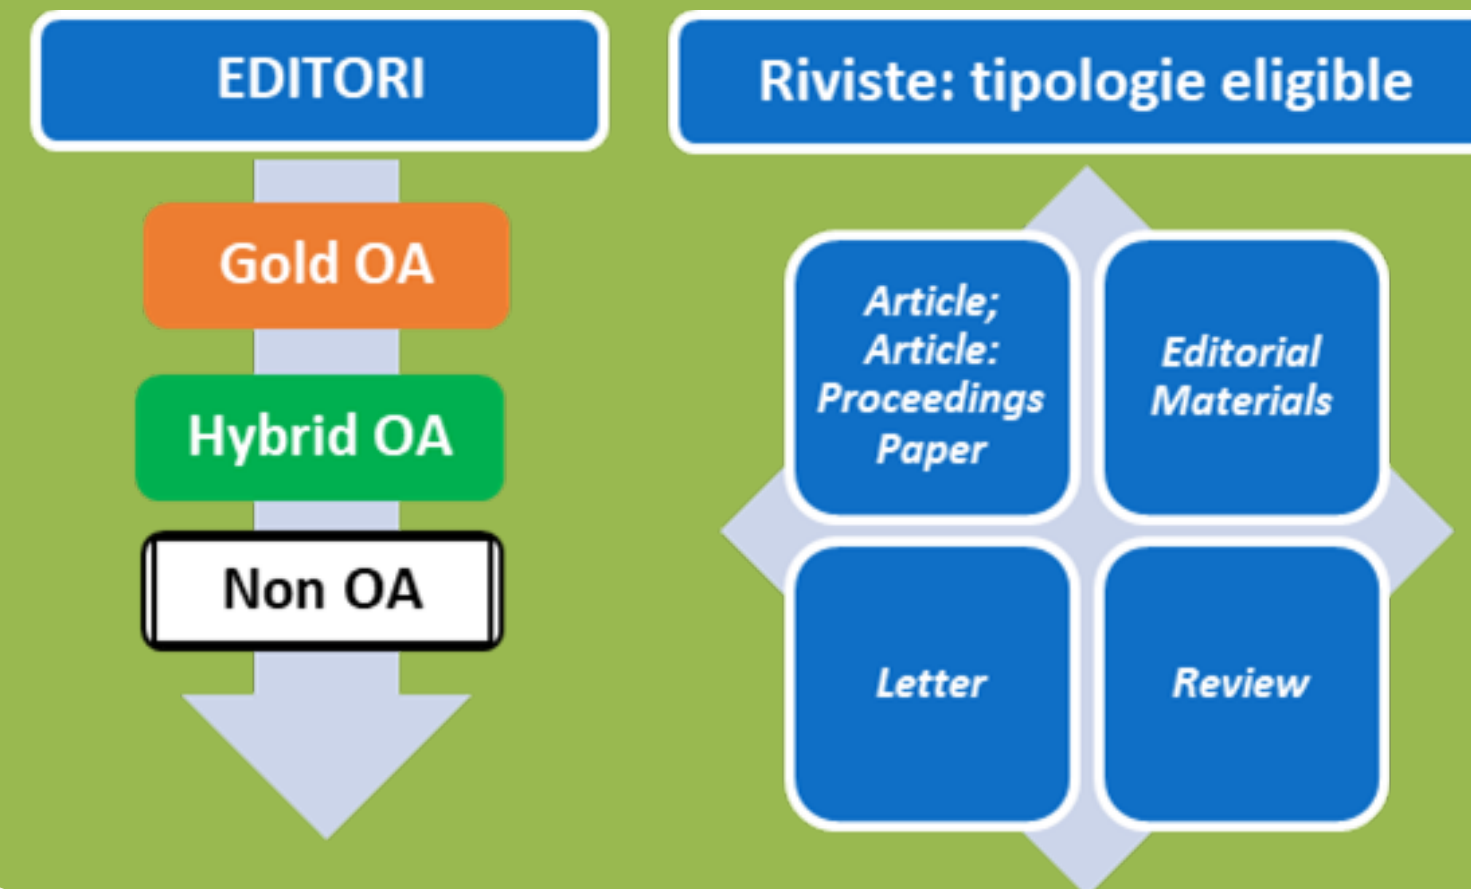 EDITORI
Gold OA
Hybrid OA
Non OA
Riviste: tipologie eligible
Article;
Article:
Proceedings
Paper
Editorial
Materials
Letter
Review